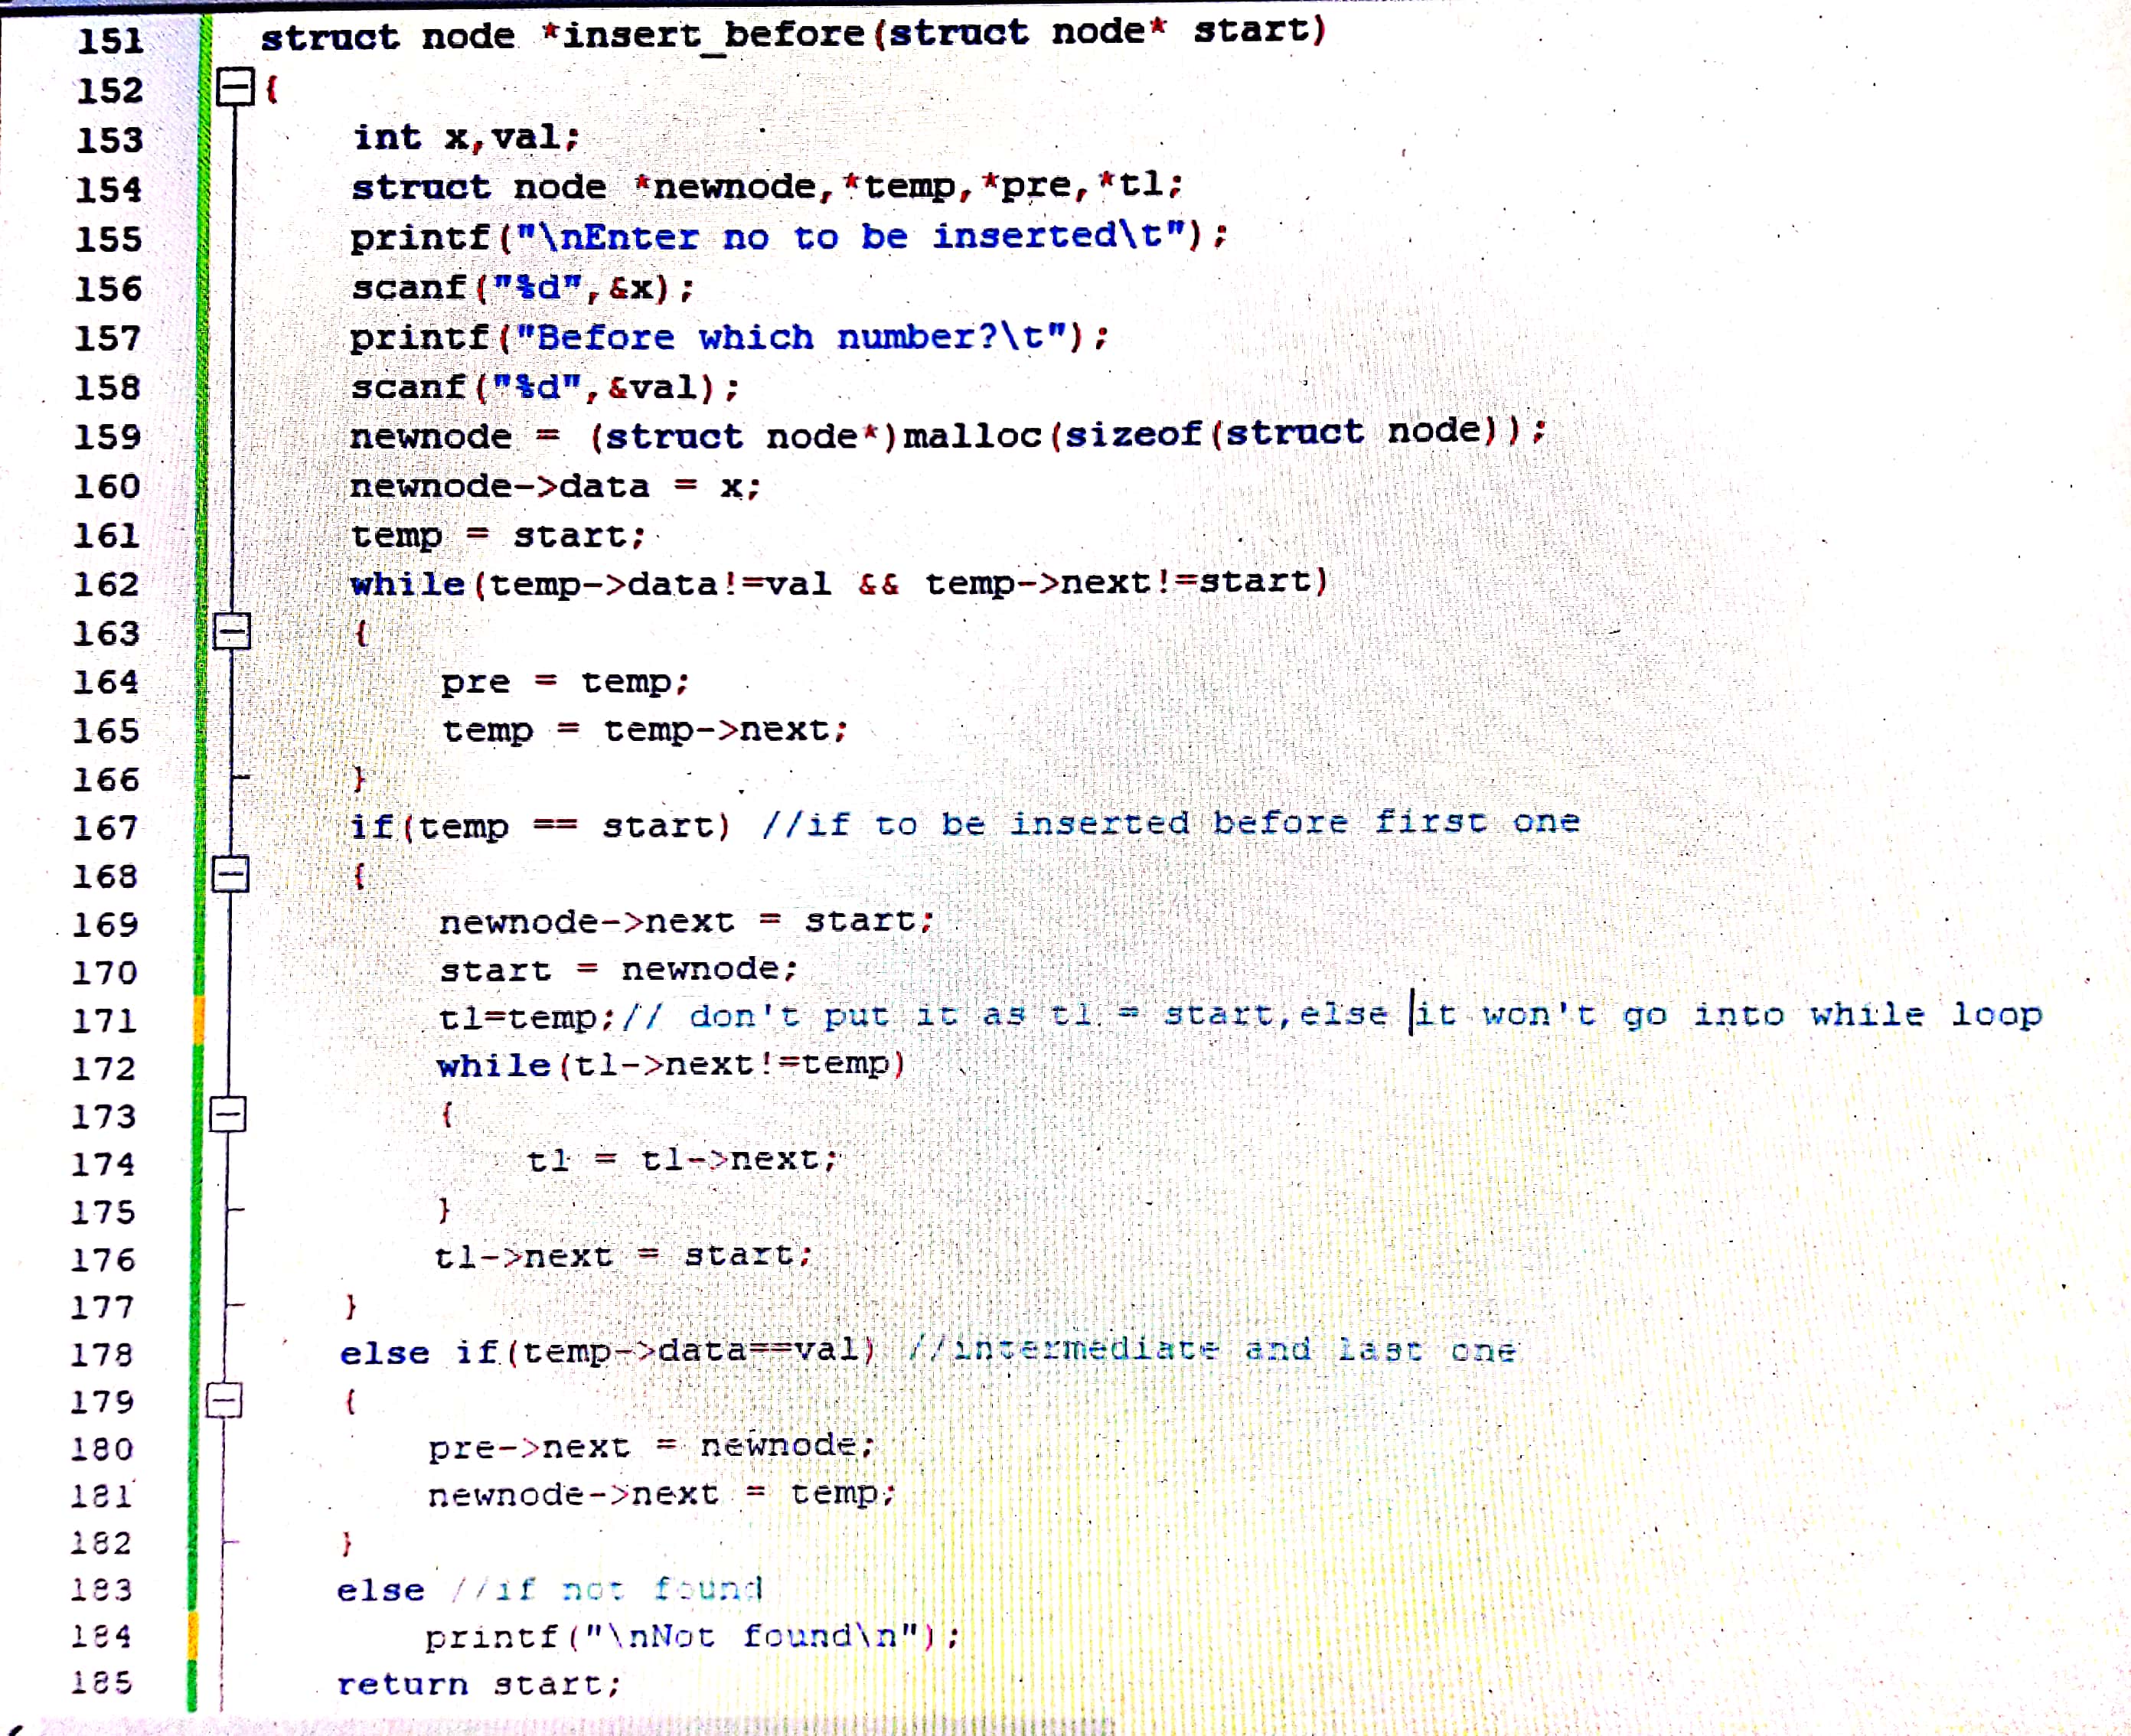 151 struct node *insert_before(struct node* start)
152 {
153 int x,val;
154 struct node *newnode,*temp,*pre,*tl;
155 printf("\nEnter no to be inserted\t");
156 scanf("%d",&x);
157 printf("Before which number?\t");
158 scanf("%d",&val);
159 newnode = (struct node*)malloc(sizeof(struct node));
160 newnode->data = x;
161 temp = start;
162 while(temp->data!=val && temp->next!=start)
163 {
164 pre = temp;
165 temp = temp->next;
166 }
167 if(temp == start) //if to be inserted before first one
168 {
169 newnode->next = start;
170 start = newnode;
171 tl=temp;// don't put it as tl = start,else it won't go into while loop
172 while(tl->next!=temp)
173 {
174 tl = tl->next;
175 }
176 tl->next = start;
177 }
178 else if(temp->data==val) //intermediate and last one
179 {
180 pre->next = newnode;
181 newnode->next = temp;
182 }
183 else //if not found
184 printf("\nNot found\n");
185 return start;